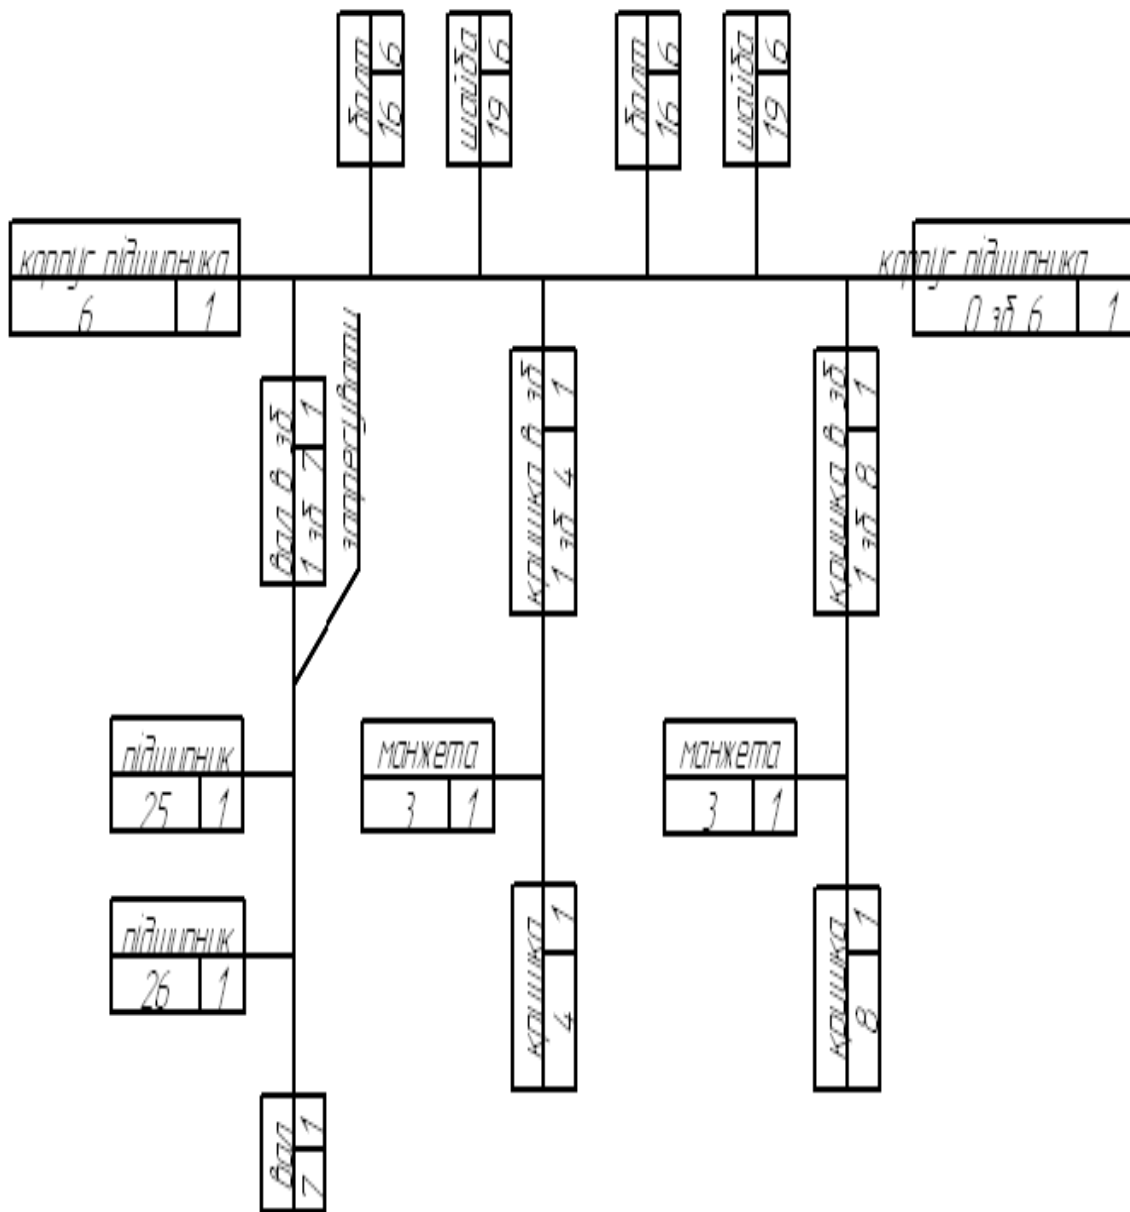 болт
16 6
шайба
19 6
болт
16 6
шайба
19 6
корпус підшипника
6 1
корпус підшипника
0 зб 6 1
вал в зб 1
1 зб 7
запресувати
кришка в зб 1
1 зб 4
кришка в зб 1
1 зб 8
підшипник
25 1
манжета
3 1
манжета
3 1
підшипник
26 1
кришка 1
4
кришка 1
8
вал 1
7